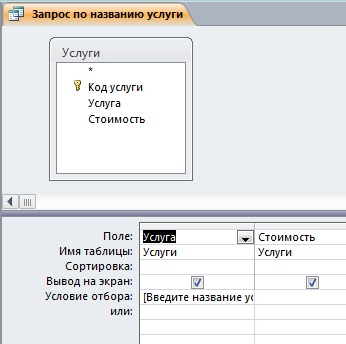 Запрос по названию услуги
Услуги
*
Код услуги
Услуга
Стоимость
Поле: Услуга Стоимость
Имя таблицы: Услуги Услуги
Сортировка:
Вывод на экран:
Условие отбора: [Введите название ус
или: